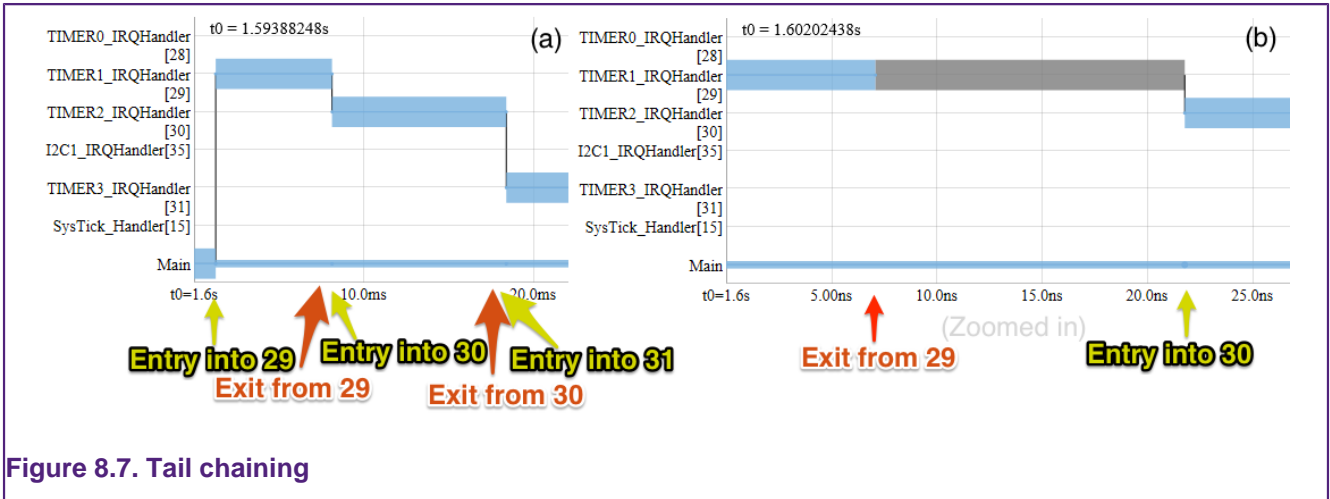 t0 = 1.59388248s
(a)
TIMER0_IRQHandler
[28]
TIMER1_IRQHandler
[29]
TIMER2_IRQHandler
[30]
I2C1_IRQHandler[35]
TIMER3_IRQHandler
[31]
SysTick_Handler[15]
Main
t0=1.6s
10.0ms
20.0ms
Entry into 29
Entry into 30
Entry into 31
Exit from 29
Exit from 30
t0 = 1.60202438s
(b)
TIMER0_IRQHandler
[28]
TIMER1_IRQHandler
[29]
TIMER2_IRQHandler
[30]
I2C1_IRQHandler[35]
TIMER3_IRQHandler
[31]
SysTick_Handler[15]
Main
t0=1.6s
5.00ns
10.0ns
15.0ns
20.0ns
25.0ns
(Zoomed in)
Exit from 29
Entry into 30
Figure 8.7. Tail chaining